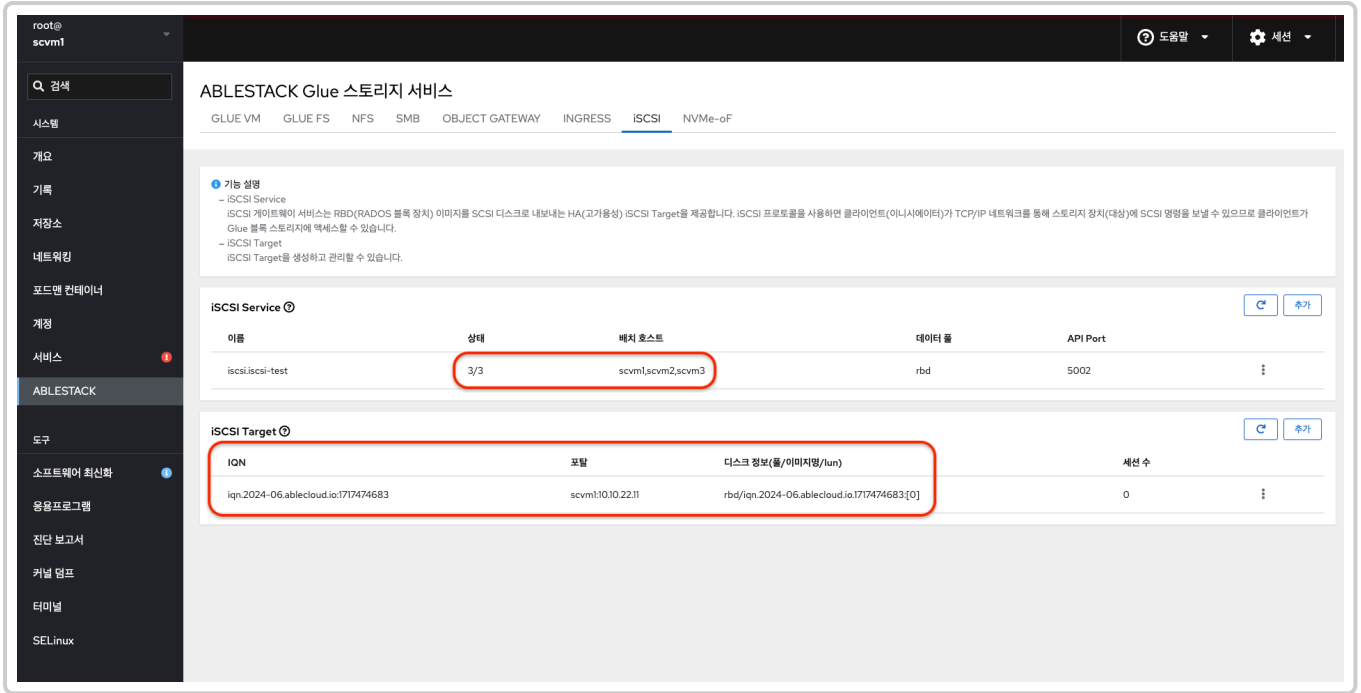 root@
scvm1
도움말
세션
검색
시스템
개요
기록
저장소
네트워킹
포드맨 컨테이너
계정
서비스
ABLESTACK
도구
소프트웨어 최신화
응용프로그램
진단 보고서
커널 덤프
터미널
SELinux
ABLESTACK Glue 스토리지 서비스
GLUE VM GLUE FS NFS SMB OBJECT GATEWAY INGRESS iSCSI NVMe-oF
기능 설명
– iSCSI Service
iSCSI 게이트웨이 서비스는 RBD(RADOS 블록 장치) 이미지를 SCSI 디스크로 내보내는 HA(고가용성) iSCSI Target을 제공합니다. iSCSI 프로토콜을 사용하면 클라이언트(이니시에이터)가 TCP/IP 네트워크를 통해 스토리지 장치(대상)에 SCSI 명령을 보낼 수 있으므로 클라이언트가
Glue 블록 스토리지에 액세스할 수 있습니다.
– iSCSI Target
iSCSI Target을 생성하고 관리할 수 있습니다.
iSCSI Service
추가
이름 상태 배치 호스트 데이터 풀 API Port
iscsi.iscsi-test 3/3 scvm1,scvm2,scvm3 rbd 5002
iSCSI Target
추가
IQN 포탈 디스크 정보(풀/이미지명/lun) 세션 수
iqn.2024-06.ablecloud.io:1717474683 scvm1:10.10.22.11 rbd/iqn.2024-06.ablecloud.io.1717474683:[0] 0